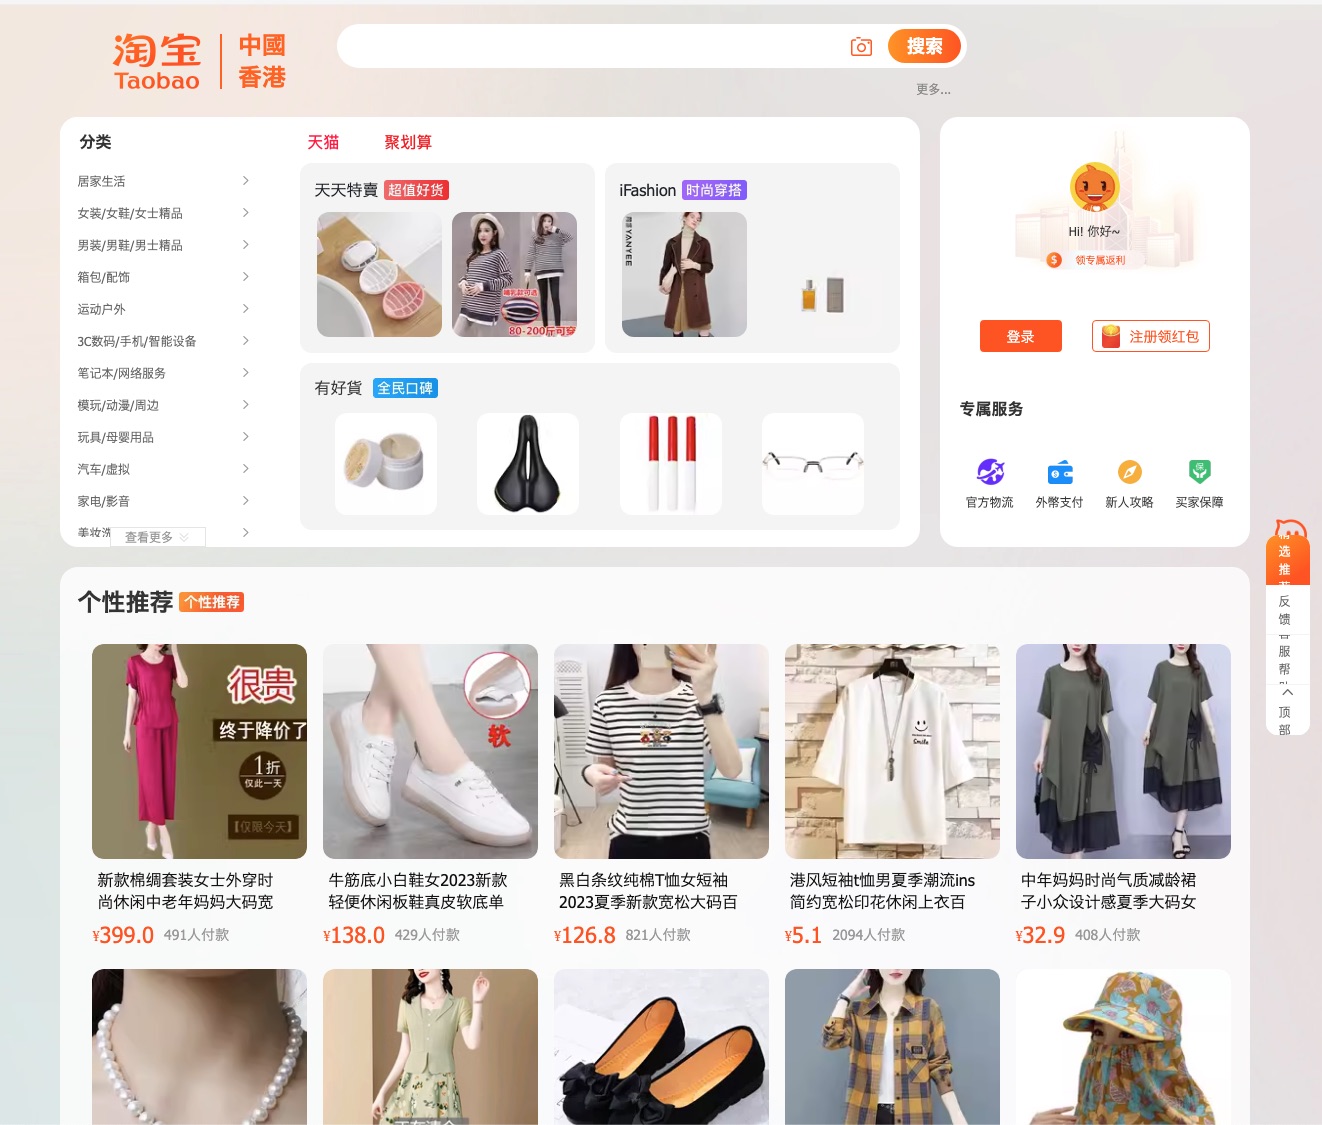 淘宝
Taobao
中國
香港
搜索
更多...
分类
居家生活
女装/女鞋/女士精品
男装/男鞋/男士精品
箱包/配饰
运动户外
3C数码/手机/智能设备
笔记本/网络服务
模玩/动漫/周边
玩具/母婴用品
汽车/虚拟
家电/影音
美妆洗
查看更多
天猫
聚划算
天天特賣 超值好货
80-200斤可穿
iFashion 时尚穿搭
YANYEE
有好貨 全民口碑
Hi! 你好~
领专属返利
登录
注册领红包
专属服务
官方物流
外幣支付
新人攻略
买家保障
精选推荐
反馈
客服帮助
顶部
个性推荐 个性推荐
很贵
终于降价了
1折
仅此一天
【仅限今天】
新款棉绸套装女士外穿时
尚休闲中老年妈妈大码宽
¥399.0 491人付款
软
牛筋底小白鞋女2023新款
轻便休闲板鞋真皮软底单
¥138.0 429人付款
黑白条纹纯棉T恤女短袖
2023夏季新款宽松大码百
¥126.8 821人付款
Smile
港风短袖t恤男夏季潮流ins
简约宽松印花休闲上衣百
¥5.1 2094人付款
中年妈妈时尚气质减龄裙
子小众设计感夏季大码女
¥32.9 408人付款